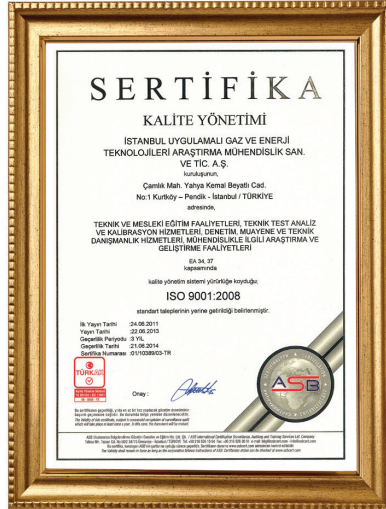 SERTİFİKA
KALİTE YÖNETİMİ
İSTANBUL UYGULAMALI GAZ VE ENERJİ
TEKNOLOJİLERİ ARAŞTIRMA MÜHENDİSLİK SAN.
VE TİC. A.Ş.
kuruluşunun,
Çamlık Mah. Yahya Kemal Beyatlı Cad.
No:1 Kurtköy – Pendik - İstanbul / TÜRKİYE
adresinde,
TEKNİK VE MESLEKİ EĞİTİM FAALİYETLERİ, TEKNİK TEST ANALİZ
VE KALİBRASYON HİZMETLERİ, DENETİM, MUAYENE VE TEKNİK
DANIŞMANLIK HİZMETLERİ, MÜHENDİSLİKLE İLGİLİ ARAŞTIRMA VE
GELİŞTİRME FAALİYETLERİ
EA 34, 37
kapsamında
kalite yönetim sistemi yürürlüğe koyduğu;
ISO 9001:2008
standart taleplerinin yerine getirildiği belirlenmiştir.
İlk Yayın Tarihi :24.06.2011
Yayın Tarihi :22.06.2013
Geçerlilik Periyodu :3 YIL
Geçerlilik Tarihi :21.06.2014
Sertifika Numarası :01/10389/03-TR
TÜRKAK
Onay :
ASB